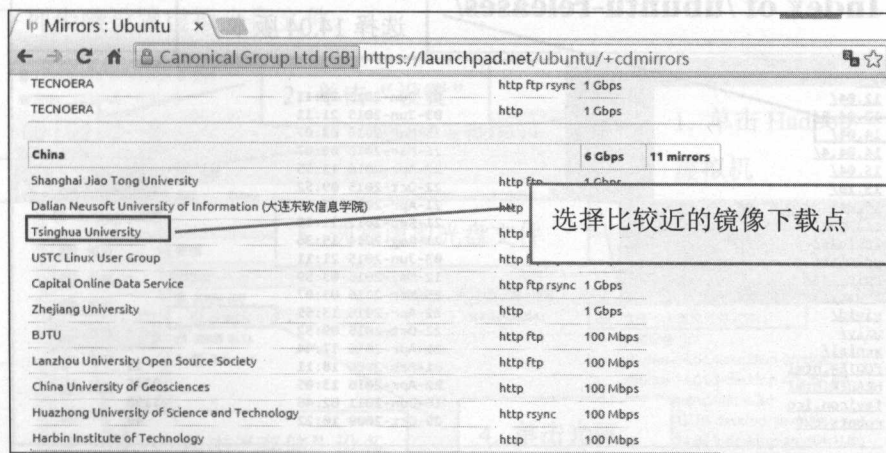 Mirrors : Ubuntu ×
Canonical Group Ltd [GB] https://launchpad.net/ubuntu/+cdmirrors
TECNOERA http ftp rsync 1 Gbps
TECNOERA http 1 Gbps
China 6 Gbps 11 mirrors
Shanghai Jiao Tong University http ftp 1 Gbps
Dalian Neusoft University of Information (大连东软信息学院) http
Tsinghua University http
USTC Linux User Group http
选择比较近的镜像下载点
Capital Online Data Service http ftp rsync 1 Gbps
Zhejiang University http 1 Gbps
BJTU http ftp 100 Mbps
Lanzhou University Open Source Society http ftp 100 Mbps
China University of Geosciences http 100 Mbps
Huazhong University of Science and Technology http rsync 100 Mbps
Harbin Institute of Technology http 100 Mbps